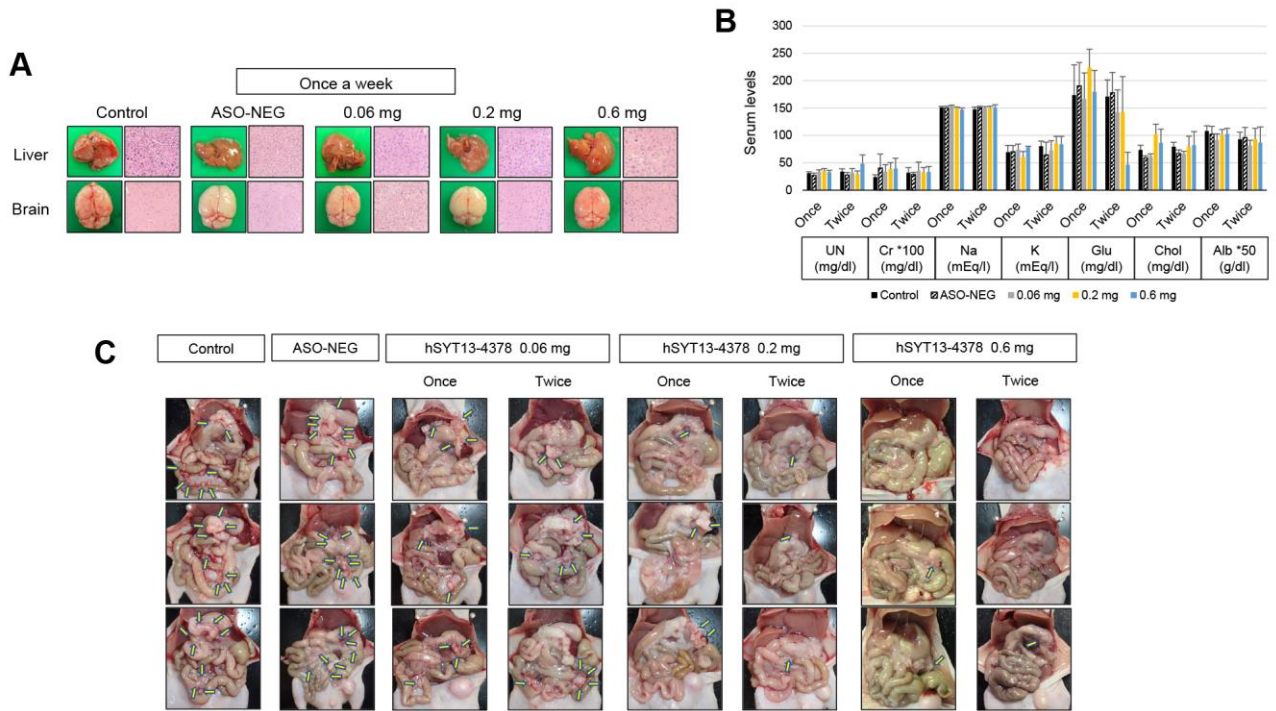 A
Once a week
Control ASO-NEG 0.06 mg 0.2 mg 0.6 mg
Liver
Brain
B
Serum levels
300
250
200
150
100
50
0
Once Twice Once Twice Once Twice Once Twice Once Twice Once Twice Once Twice
UN Cr *100 Na K Glu Chol Alb *50
(mg/dl) (mg/dl) (mEq/l) (mEq/l) (mg/dl) (mg/dl) (g/dl)
Control ASO-NEG 0.06 mg 0.2 mg 0.6 mg
C
Control ASO-NEG hSYT13-4378 0.06 mg hSYT13-4378 0.2 mg hSYT13-4378 0.6 mg
Once Twice Once Twice Once Twice